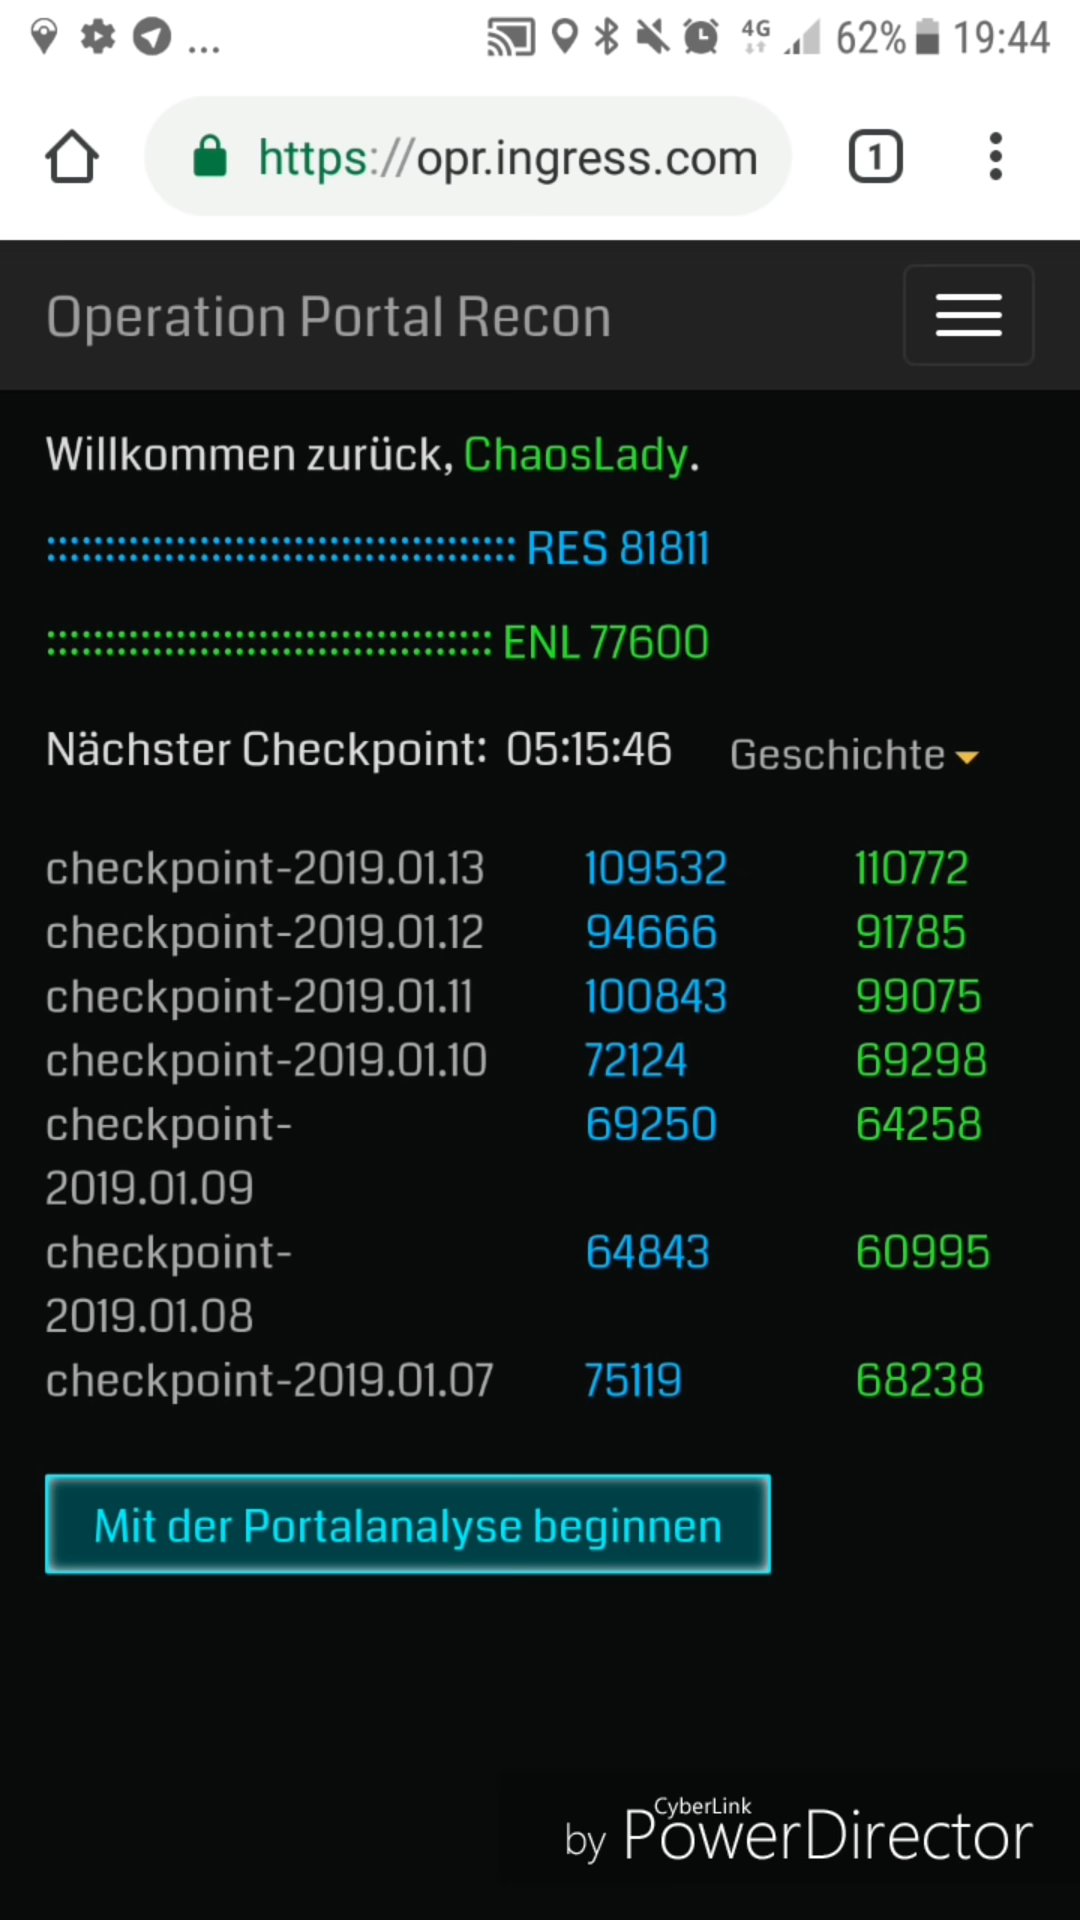 ... 4G 62% 19:44
https://opr.ingress.com 1
Operation Portal Recon
Willkommen zurück, ChaosLady.
:::::::::::::::::::::::::::::::::::::::: RES 81811
:::::::::::::::::::::::::::::::::::::: ENL 77600
Nächster Checkpoint: 05:15:46 Geschichte
checkpoint-2019.01.13 109532 110772
checkpoint-2019.01.12 94666 91785
checkpoint-2019.01.11 100843 99075
checkpoint-2019.01.10 72124 69298
checkpoint- 69250 64258
2019.01.09
checkpoint- 64843 60995
2019.01.08
checkpoint-2019.01.07 75119 68238
Mit der Portalanalyse beginnen
CyberLink
by PowerDirector